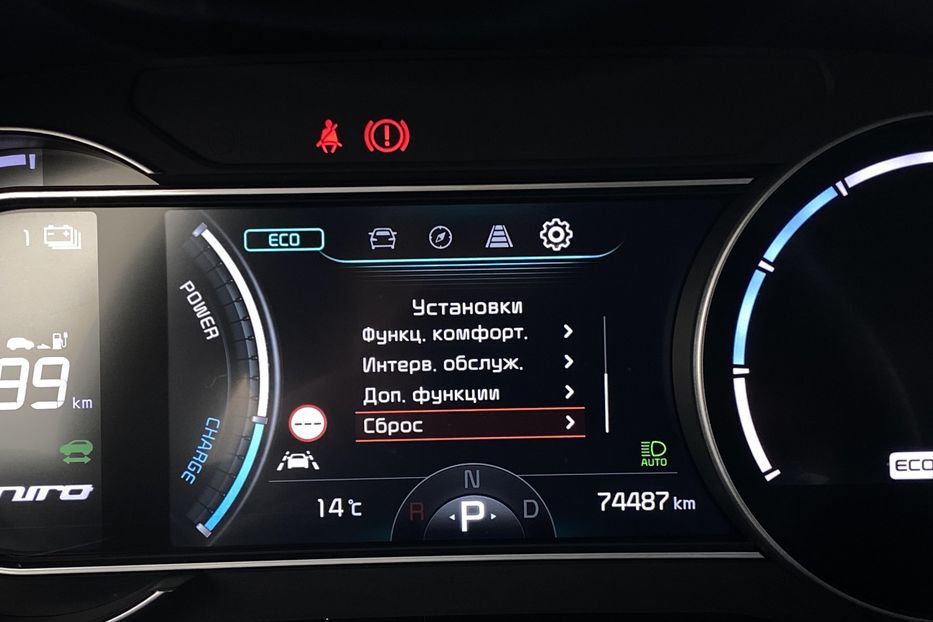 1
ECO
POWER
Установки
Функц. комфорт.
Интерв. обслуж.
Доп. функции
Сброс
99 km
CHARGE
AUTO
ECO
niro
N
14°C
R P D
74487 km